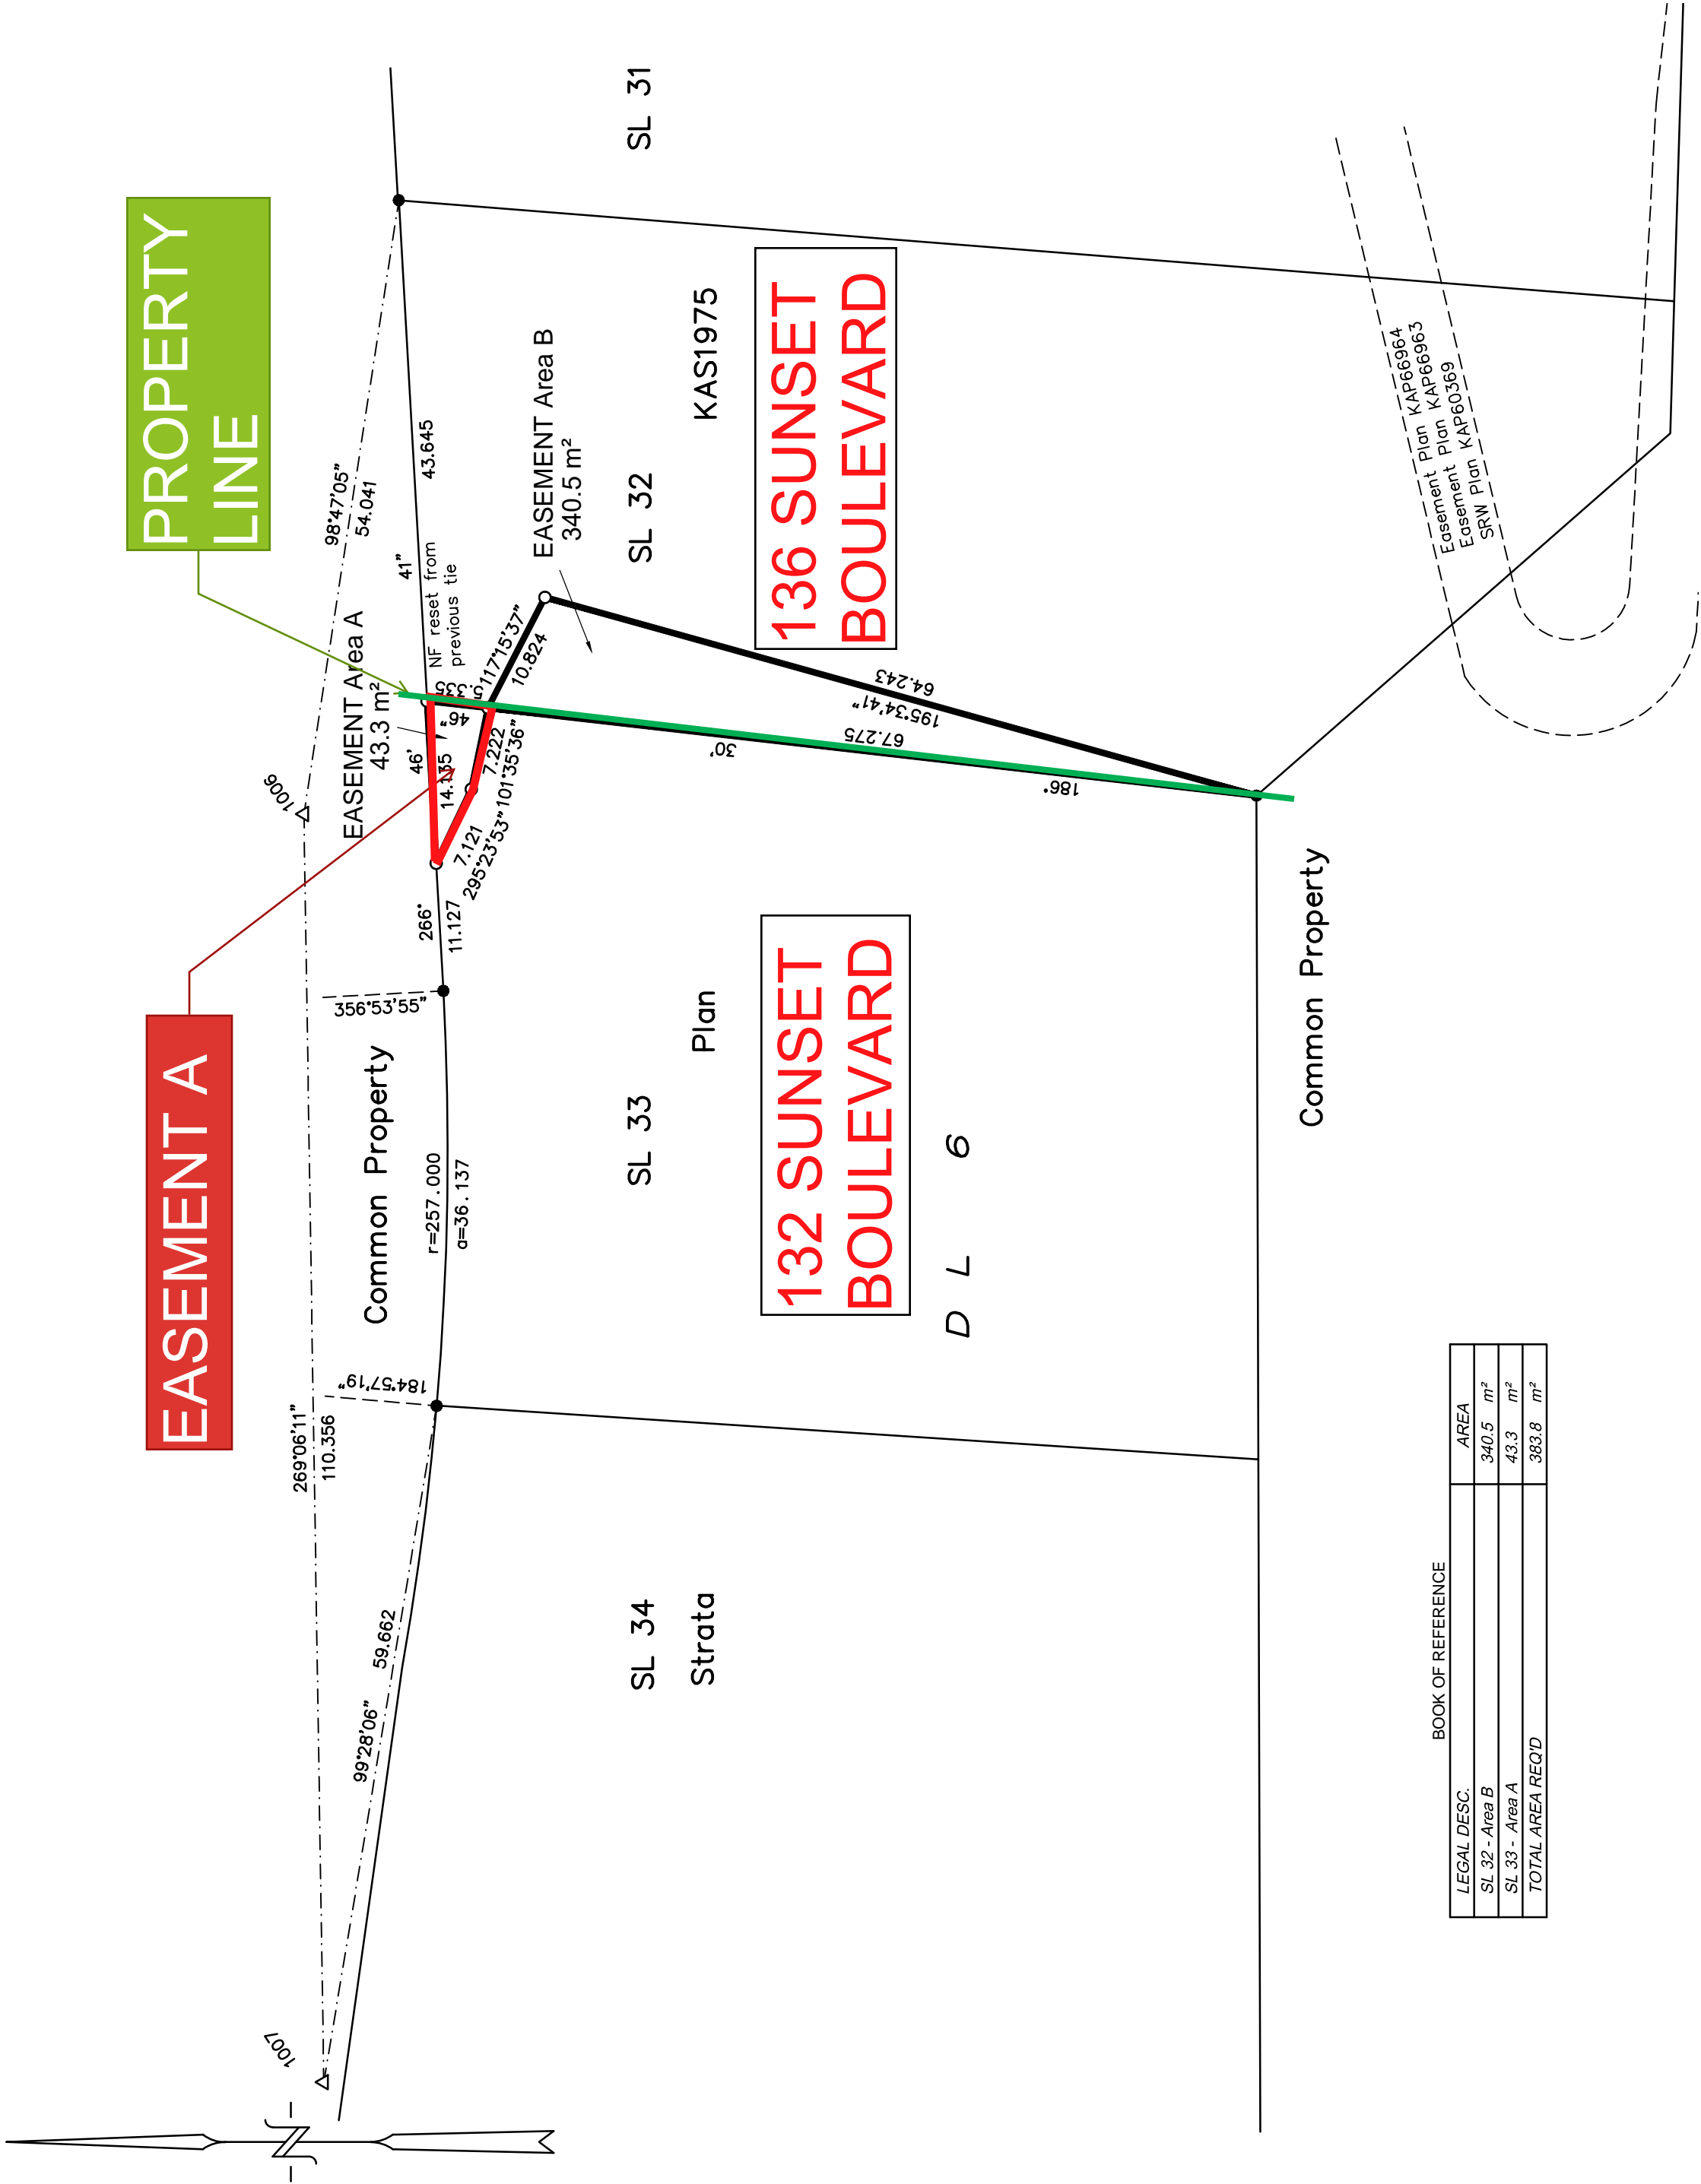 PROPERTY
LINE
EASEMENT A
1007
1006
269°06'11"
110.356
98°47'05"
54.041
99°28'06"
59.662
184°57'19"
Common Property
r=257.000
a=36.137
356°53'55"
266°
11.127
46'
41"
43.645
EASEMENT Area A
43.3 m²
14.135
46"
5.335
NF reset from
previous tie
7.121
295°23'53"
7.222
101°35'36"
117°15'37"
10.824
EASEMENT Area B
340.5 m²
SL 34
SL 33
SL 32
SL 31
Strata
Plan
KAS1975
132 SUNSET
BOULEVARD
136 SUNSET
BOULEVARD
D L 6
186°
30'
67.275
195°34'41"
64.243
Common Property
Easement Plan KAP66964
Easement Plan KAP66963
SRW Plan KAP60369
BOOK OF REFERENCE
LEGAL DESC. AREA
SL 32 - Area B 340.5 m²
SL 33 - Area A 43.3 m²
TOTAL AREA REQ'D 383.8 m²